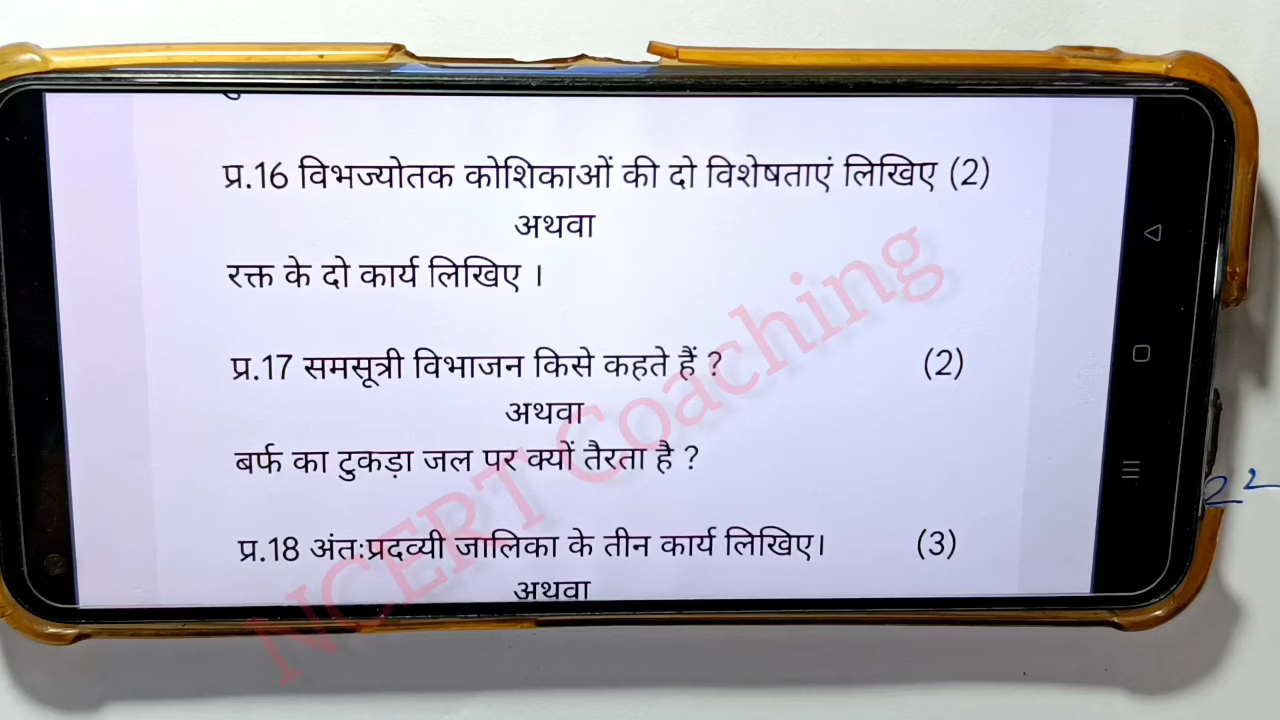 प्र.16 विभज्योतक कोशिकाओं की दो विशेषताएं लिखिए (2)
अथवा
रक्त के दो कार्य लिखिए ।
प्र.17 समसूत्री विभाजन किसे कहते हैं ? (2)
अथवा
बर्फ का टुकड़ा जल पर क्यों तैरता है ?
प्र.18 अंतःप्रदव्यी जालिका के तीन कार्य लिखिए। (3)
अथवा
NCERT Coaching